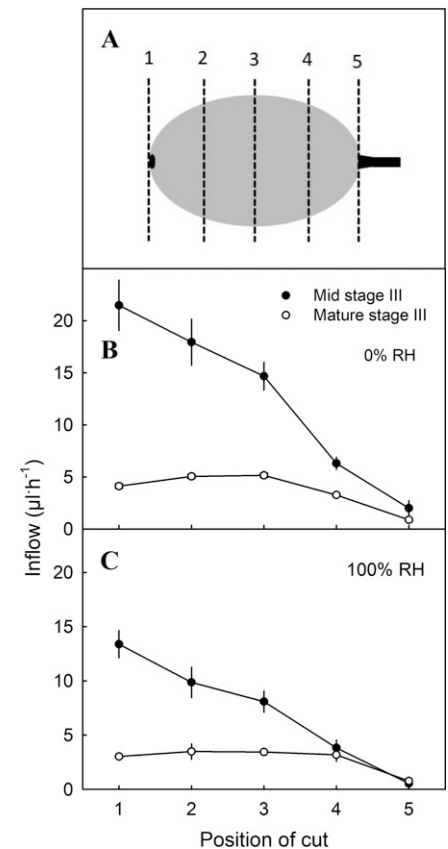 A
1 2 3 4 5
B
Mid stage III
Mature stage III
0% RH
20
15
10
5
0
C
100% RH
20
15
10
5
0
Inflow (µl·h⁻¹)
1 2 3 4 5
Position of cut